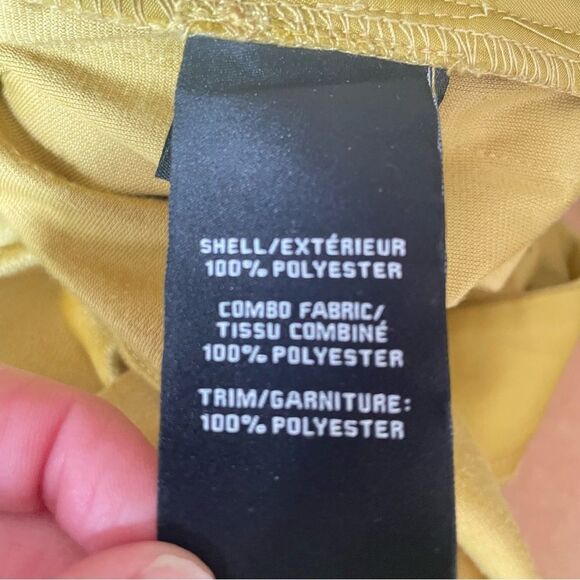 SHELL/EXTÉRIEUR
100% POLYESTER
COMBO FABRIC/
TISSU COMBINÉ
100% POLYESTER
TRIM/GARNITURE:
100% POLYESTER